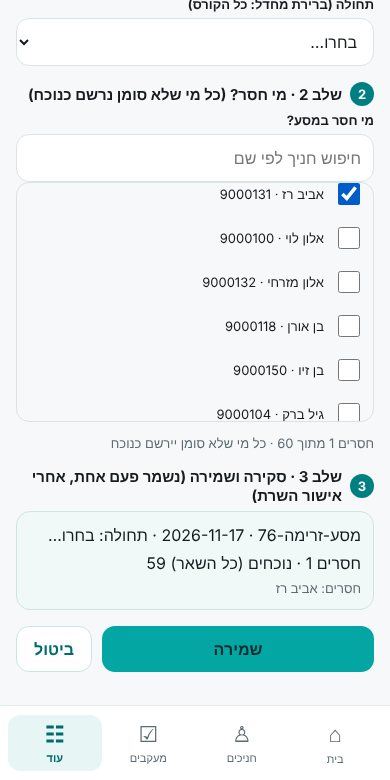 תחולה (ברירת מחדל: כל הקורס)
בחרו...
2 שלב 2 · מי חסר? (כל מי שלא סומן נרשם כנוכח)
מי חסר במסע?
חיפוש חניך לפי שם
אביב רז · 9000131
אלון לוי · 9000100
אלון מזרחי · 9000132
בן אורן · 9000118
בן זיו · 9000150
גיל ברק · 9000104
חסרים 1 מתוך 60 · כל מי שלא סומן יירשם כנוכח
3 שלב 3 · סקירה ושמירה (נשמר פעם אחת, אחרי
אישור השרת)
מסע-זרימה-76 · 2026-11-17 · תחולה: בחרו...
חסרים 1 · נוכחים (כל השאר) 59
חסרים: אביב רז
שמירה
ביטול
בית
חניכים
מעקבים
עוד